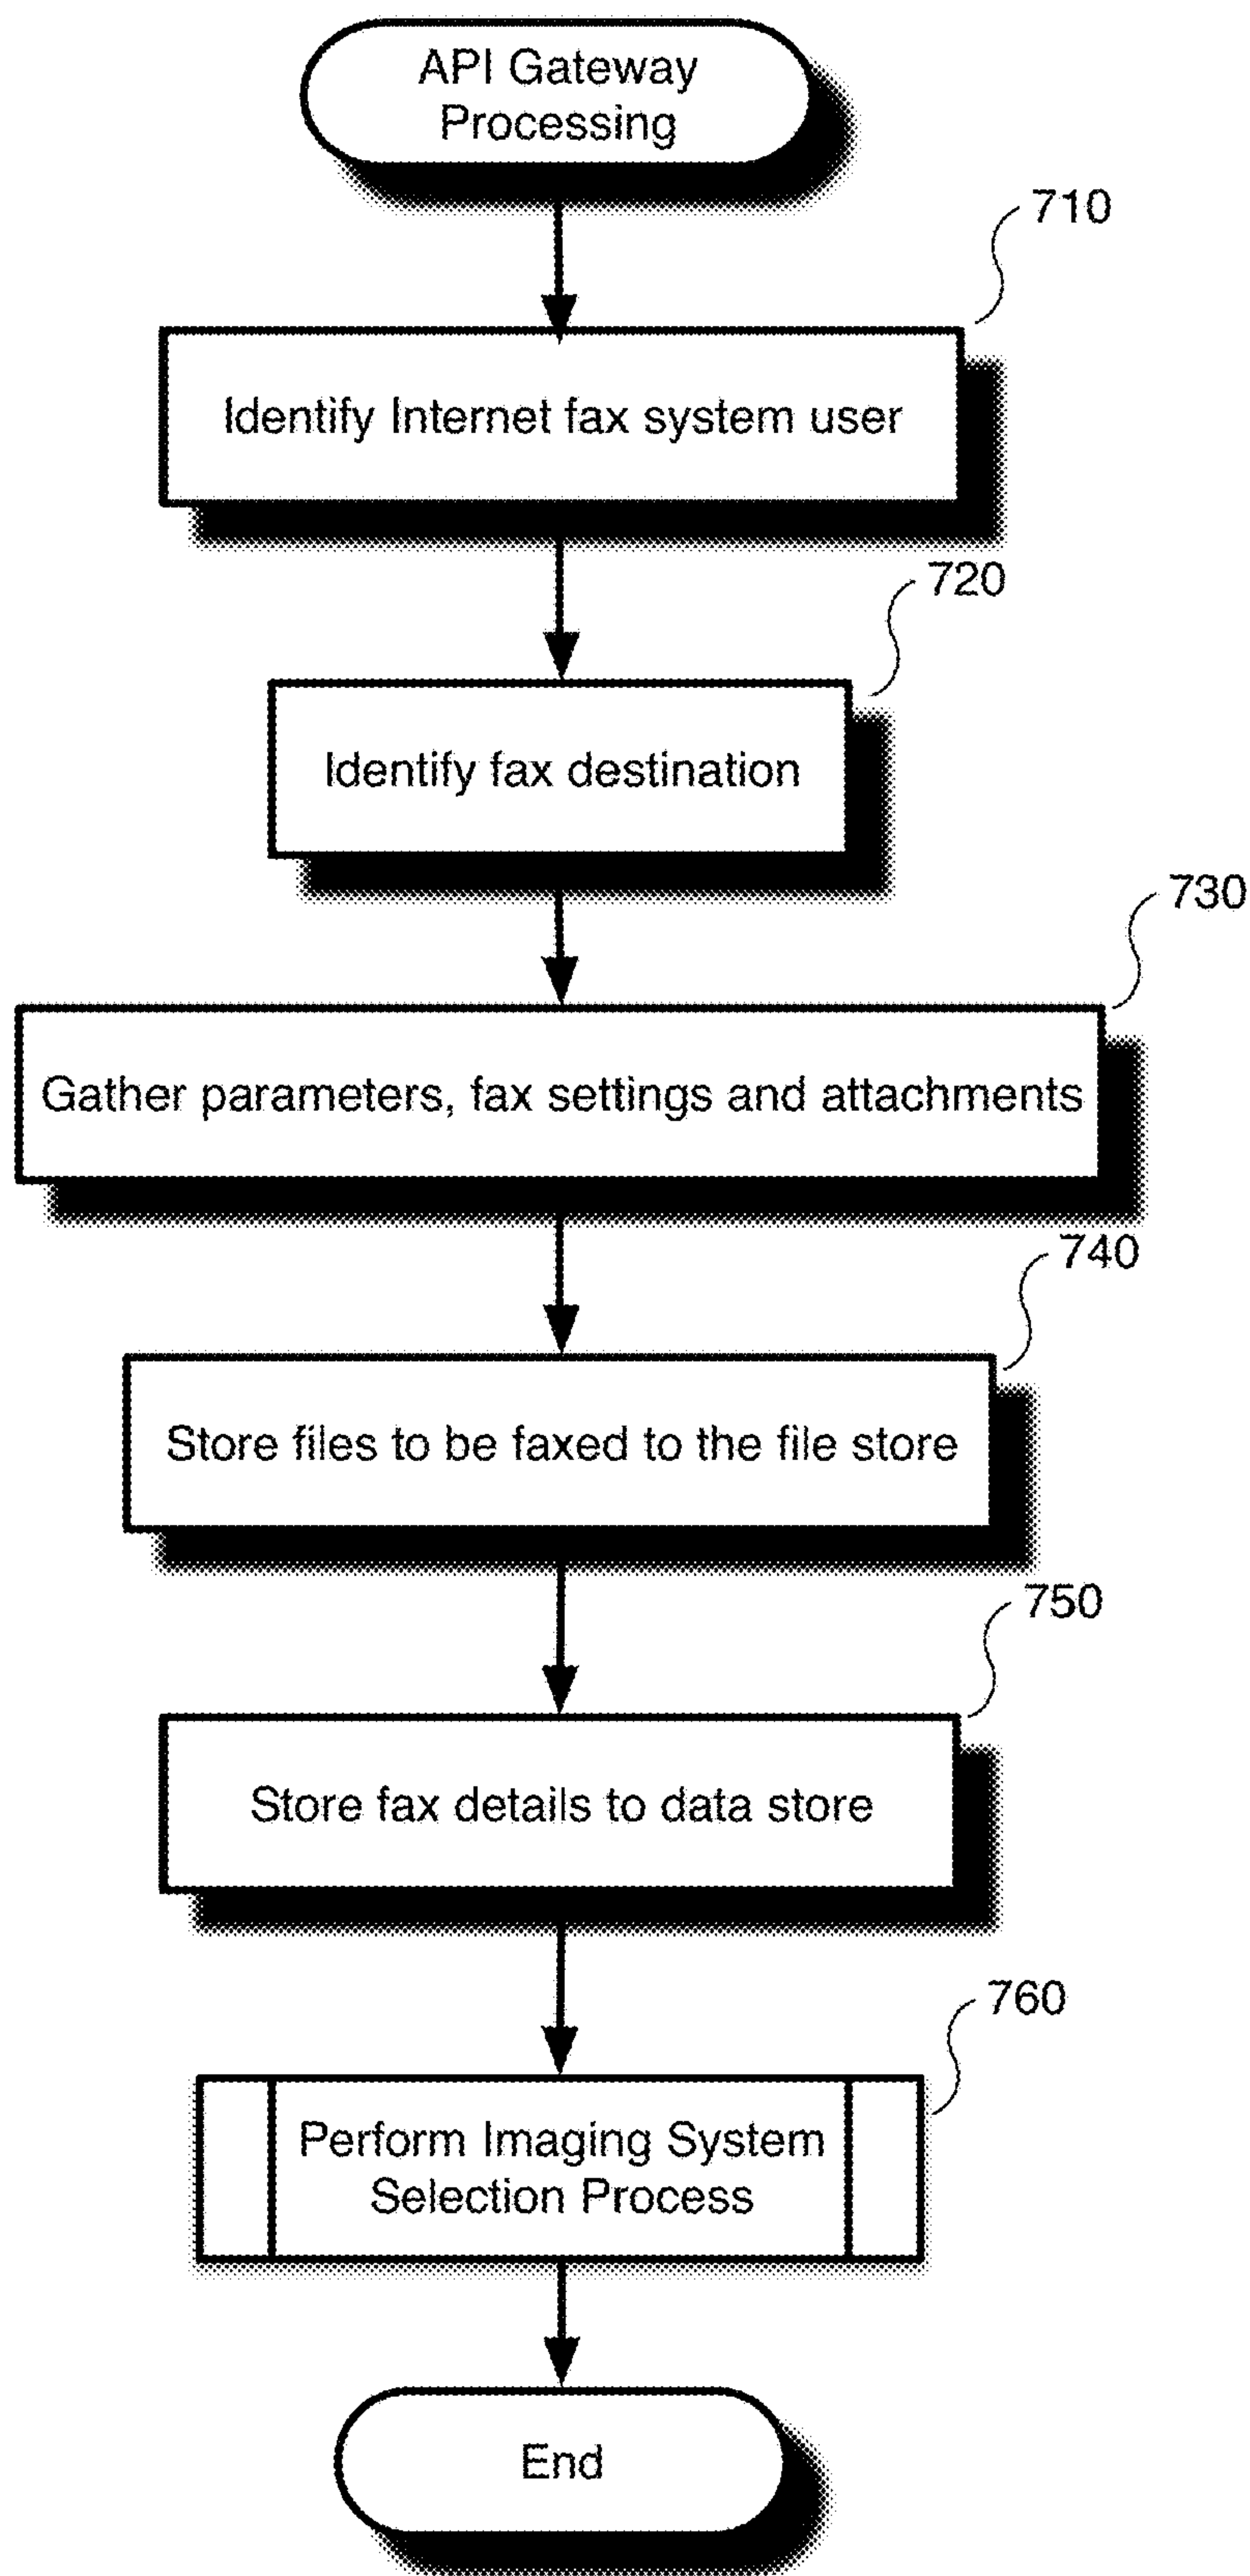 API Gateway
Processing
710
Identify Internet fax system user
720
Identify fax destination
730
Gather parameters, fax settings and attachments
740
Store files to be faxed to the file store
750
Store fax details to data store
760
Perform Imaging System
Selection Process
End